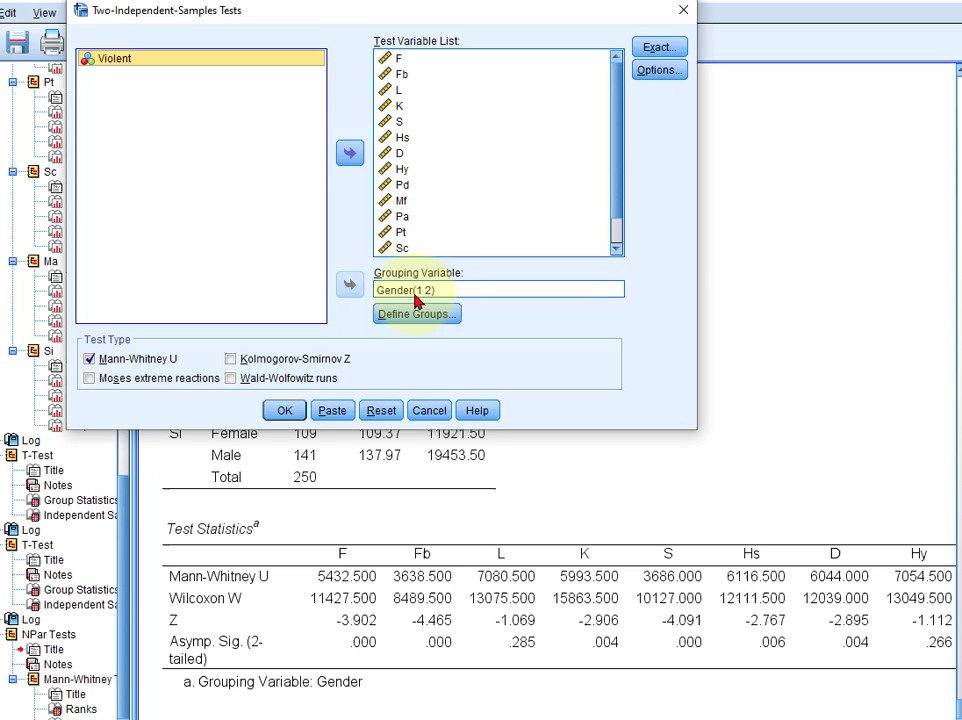 Edit View
Two-Independent-Samples Tests
Violent
Test Variable List:
F
Fb
L
K
S
Hs
D
Hy
Pd
Mf
Pa
Pt
Sc
Exact...
Options...
Grouping Variable:
Gender(1 2)
Define Groups...
Test Type
Mann-Whitney U
Kolmogorov-Smirnov Z
Moses extreme reactions
Wald-Wolfowitz runs
OK
Paste
Reset
Cancel
Help
Pt
Sc
Ma
Si
Log
T-Test
Title
Notes
Group Statistics
Independent Sa
Log
T-Test
Title
Notes
Group Statistics
Independent Sa
Log
NPar Tests
Title
Notes
Mann-Whitney T
Title
Ranks
Si Female 109 109.37 11921.50
Male 141 137.97 19453.50
Total 250
Test Statisticsa
F Fb L K S Hs D Hy
Mann-Whitney U 5432.500 3638.500 7080.500 5993.500 3686.000 6116.500 6044.000 7054.500
Wilcoxon W 11427.500 8489.500 13075.500 15863.500 10127.000 12111.500 12039.000 13049.500
Z -3.902 -4.465 -1.069 -2.906 -4.091 -2.767 -2.895 -1.112
Asymp. Sig. (2- .000 .000 .285 .004 .000 .006 .004 .266
tailed)
a. Grouping Variable: Gender